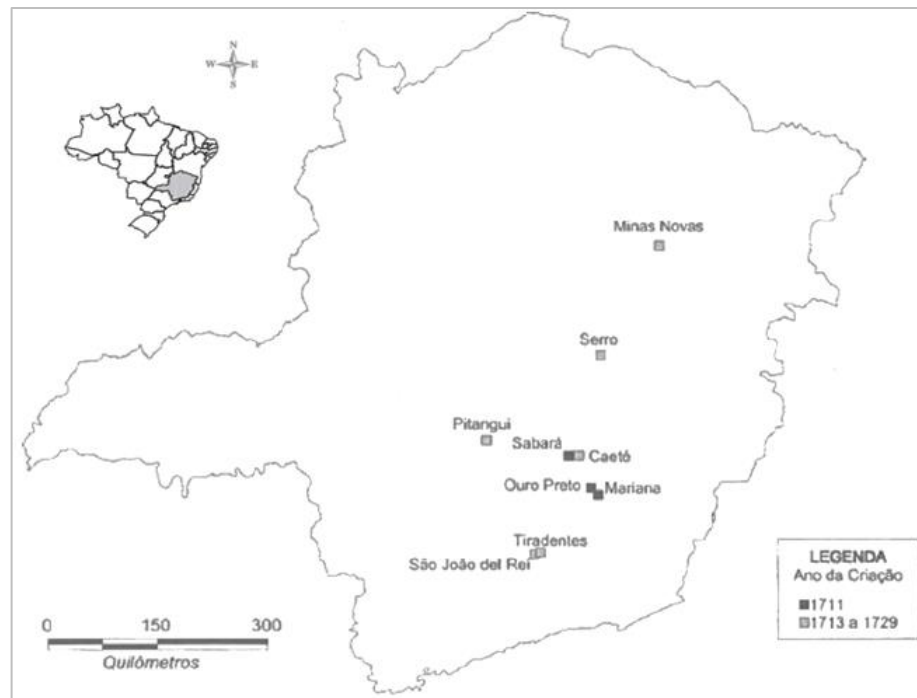 N
W E
S
Minas Novas
Serro
Pitangui
Sabará
Caetê
Ouro Preto
Mariana
Tiradentes
São João del Rei
LEGENDA
Ano da Criação
1711
1713 a 1729
0 150 300
Quilômetros